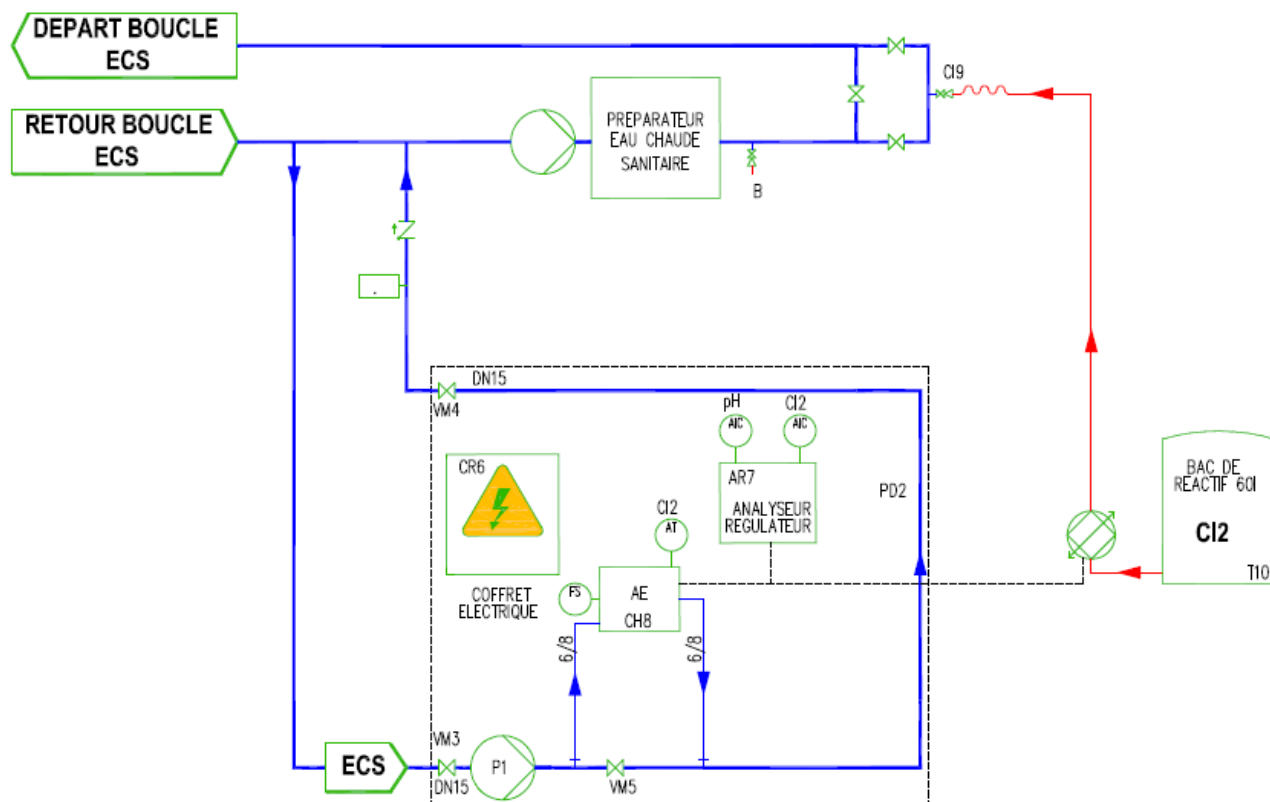 DEPART BOUCLE
ECS
RETOUR BOUCLE
ECS
PREPARATEUR
EAU CHAUDE
SANITAIRE
B
Cl9
DN15
VM4
pH
AIC
Cl2
AIC
CR6
AR7
ANALYSEUR
REGULATEUR
PD2
BAC DE
REACTIF 60l
Cl2
T10
Cl2
AT
COFFRET
ELECTRIQUE
FS
AE
CH8
6/8
6/8
ECS
VM3
DN15
P1
VM5